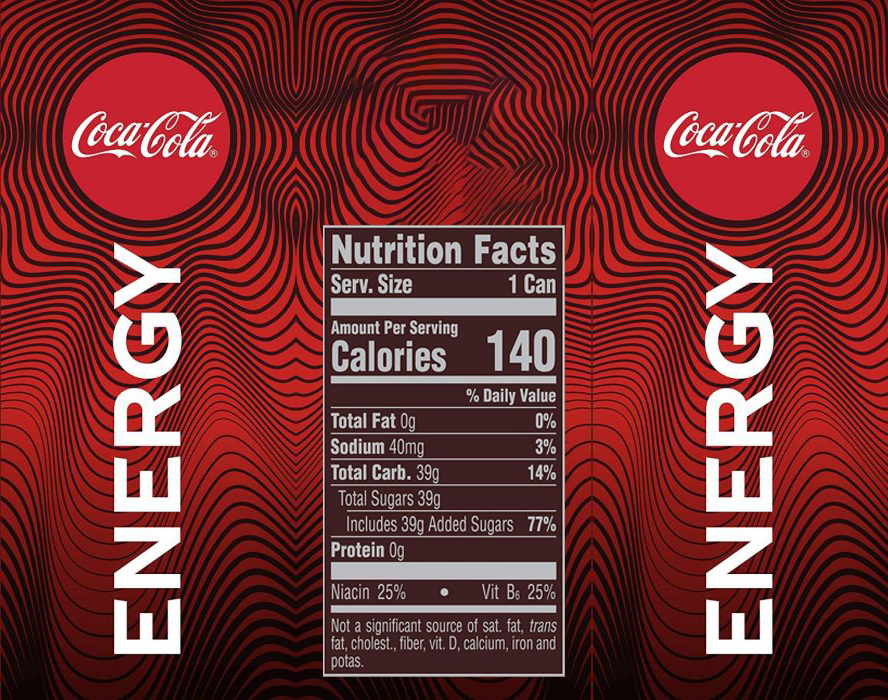 Coca-Cola®
ENERGY
Nutrition Facts
Serv. Size 1 Can
Amount Per Serving
Calories 140
% Daily Value
Total Fat 0g 0%
Sodium 40mg 3%
Total Carb. 39g 14%
Total Sugars 39g
Includes 39g Added Sugars 77%
Protein 0g
Niacin 25% • Vit B₆ 25%
Not a significant source of sat. fat, trans
fat, cholest., fiber, vit. D, calcium, iron and
potas.
Coca-Cola®
ENERGY